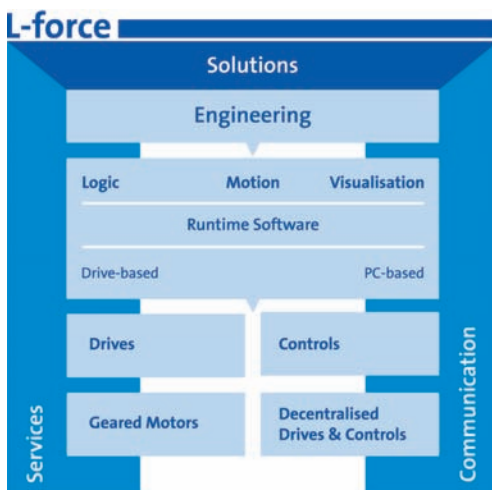 L-force
Solutions
Engineering
Logic Motion Visualisation
Runtime Software
Drive-based PC-based
Drives Controls
Geared Motors
Decentralised
Drives & Controls
Services
Communication